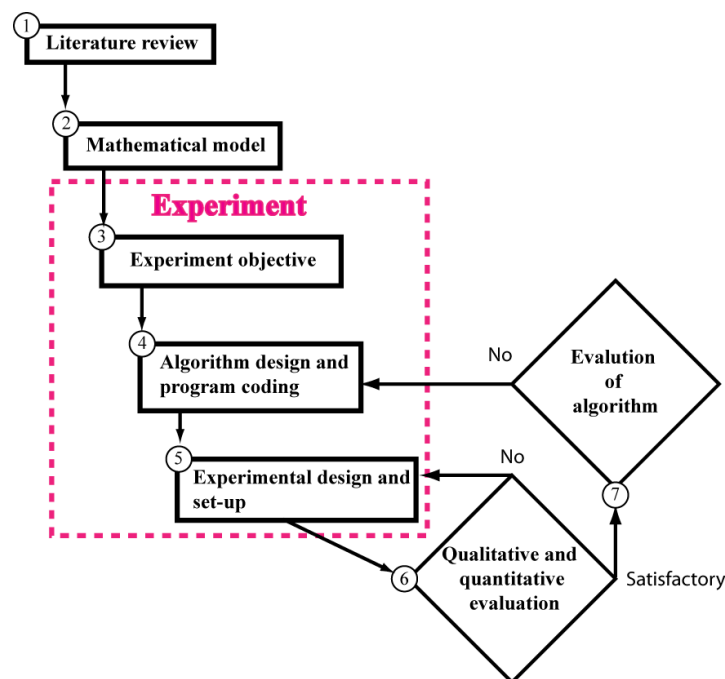 1
Literature review
2
Mathematical model
Experiment
3
Experiment objective
4
Algorithm design and
program coding
5
Experimental design and
set-up
6
Qualitative and
quantitative
evaluation
No
Satisfactory
7
Evalution
of
algorithm
No